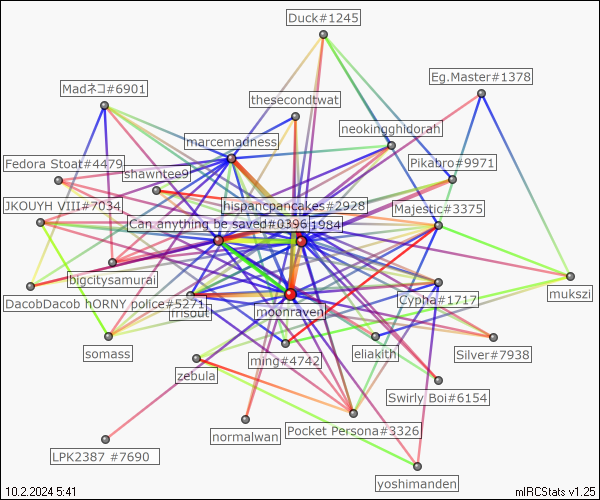 Duck#1245
Eg.Master#1378
Madネコ#6901
thesecondtwat
neokingghidorah
marcemadness
Fedora Stoat#4479
Pikabro#9971
shawntee9
JKOUYH VIII#7034
hispancpancakes#2928
Majestic#3375
Can anything be saved#0396
1984
bigcitysamurai
DacobDacob hORNY police#5271
Cypha#1717
mukszi
moonraven
somass
ming#4742
eliakith
Silver#7938
zebula
Swirly Boi#6154
normalwan
Pocket Persona#3326
LPK2387 #7690
yoshimanden
10.2.2024 5:41
mIRCStats v1.25